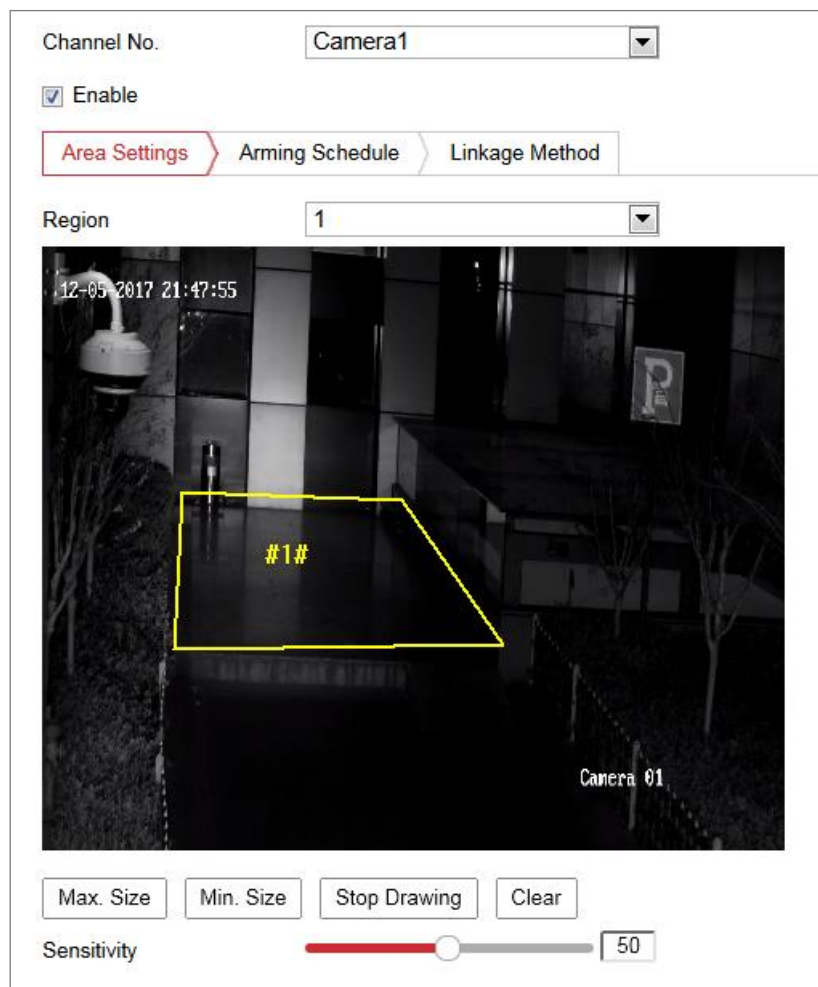 Channel No. Camera1
Enable
Area Settings Arming Schedule Linkage Method
Region 1
12-05-2017 21:47:55
P
#1#
Camera 01
Max. Size Min. Size Stop Drawing Clear
Sensitivity 50